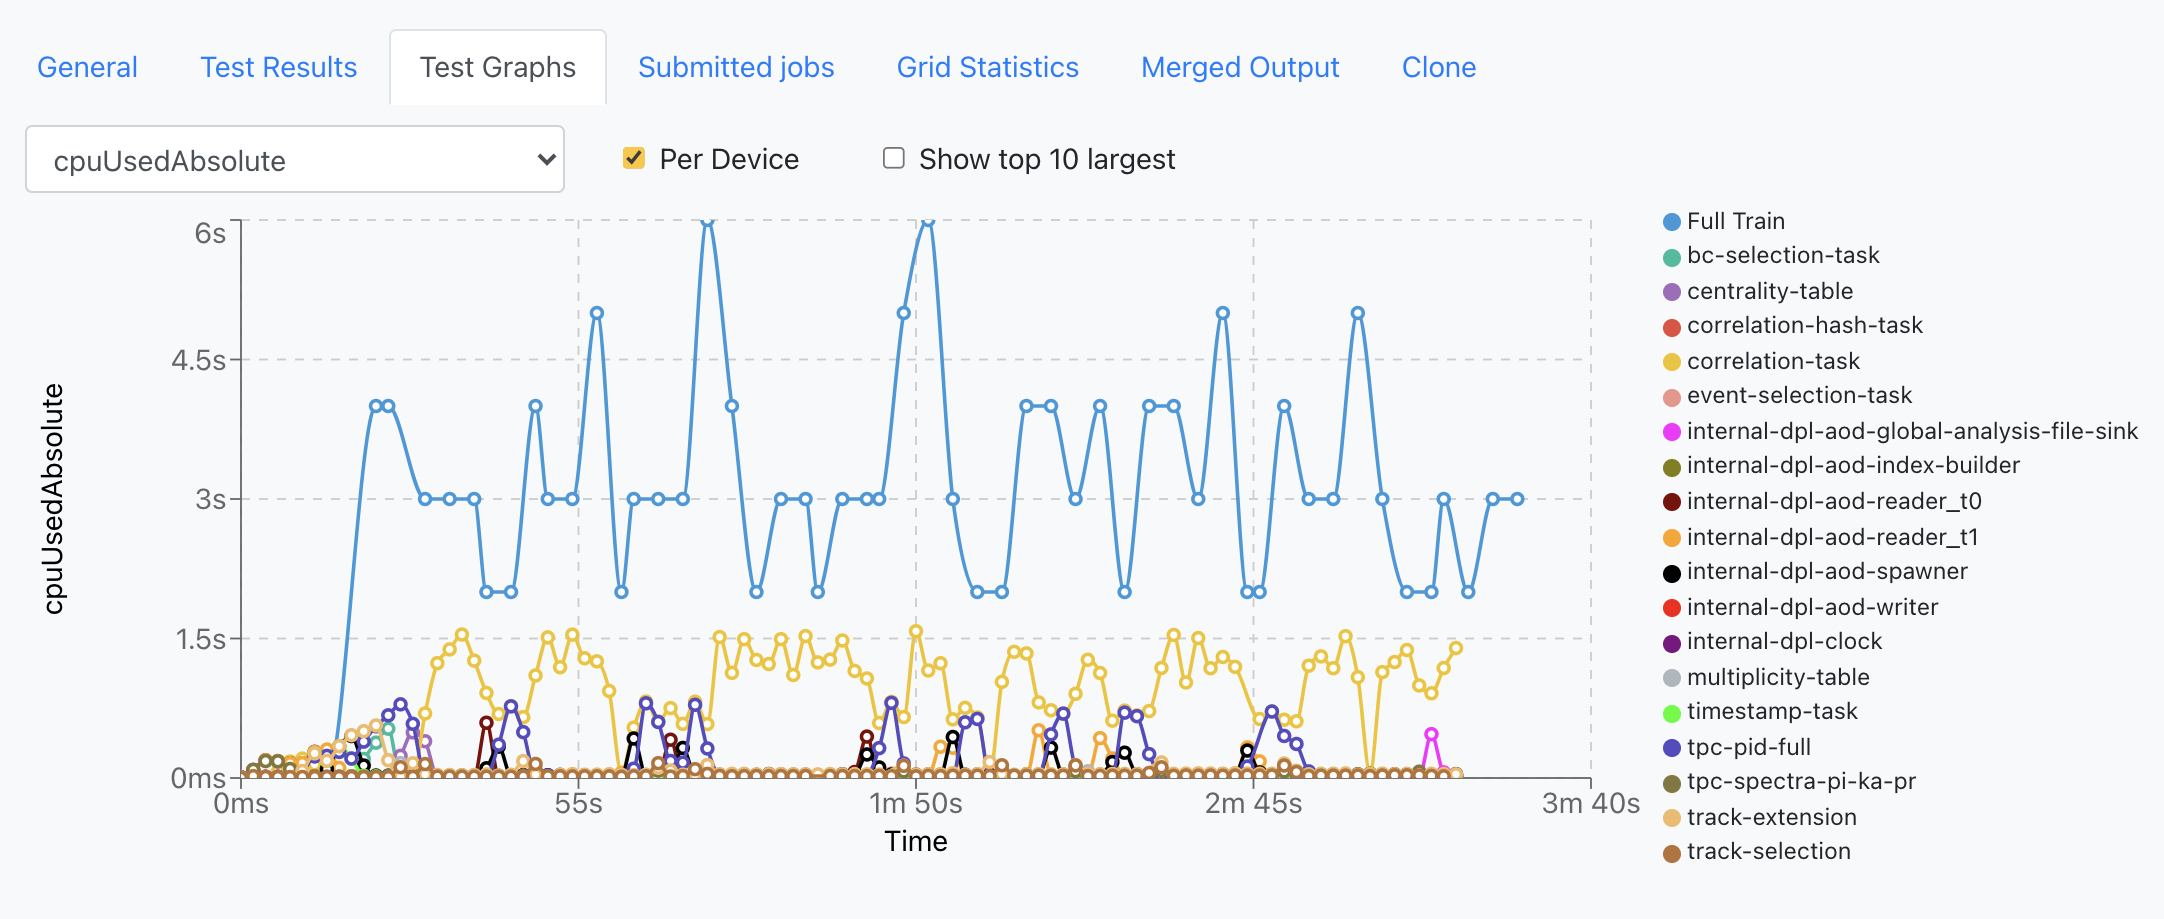 General Test Results Test Graphs Submitted jobs Grid Statistics Merged Output Clone
cpuUsedAbsolute Per Device Show top 10 largest
cpuUsedAbsolute
6s
4.5s
3s
1.5s
0ms
0ms 55s 1m 50s 2m 45s 3m 40s
Time
Full Train
bc-selection-task
centrality-table
correlation-hash-task
correlation-task
event-selection-task
internal-dpl-aod-global-analysis-file-sink
internal-dpl-aod-index-builder
internal-dpl-aod-reader_t0
internal-dpl-aod-reader_t1
internal-dpl-aod-spawner
internal-dpl-aod-writer
internal-dpl-clock
multiplicity-table
timestamp-task
tpc-pid-full
tpc-spectra-pi-ka-pr
track-extension
track-selection